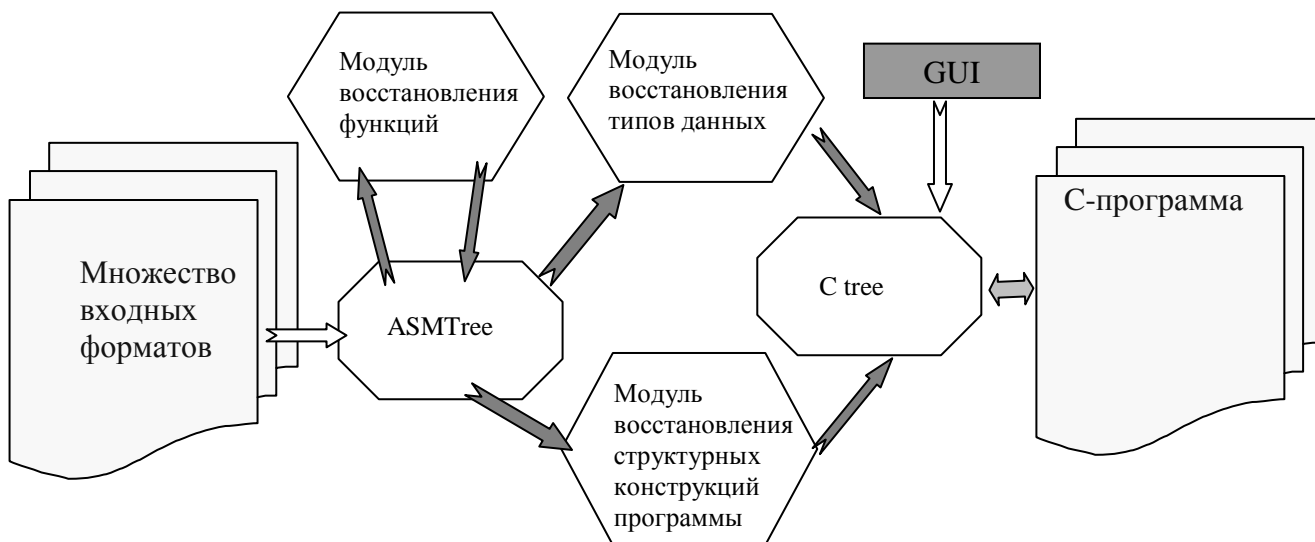 Модуль
восстановления
функций
Модуль
восстановления
типов данных
GUI
Множество
входных
форматов
ASMTree
C tree
С-программа
Модуль
восстановления
структурных
конструкций
программы